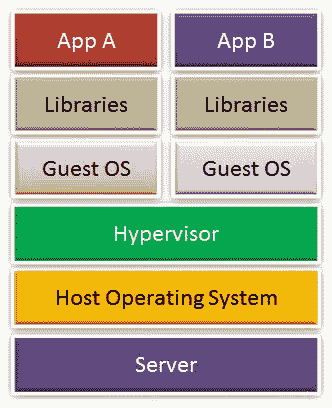 App A App B
Libraries Libraries
Guest OS Guest OS
Hypervisor
Host Operating System
Server